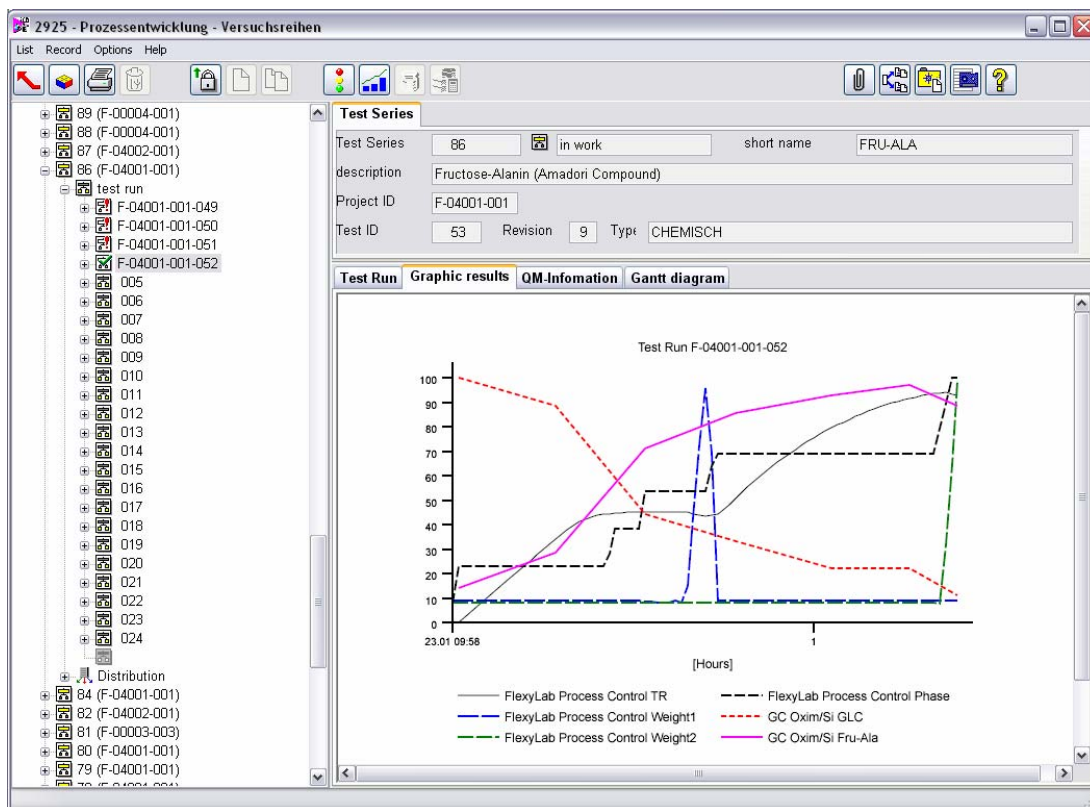 2925 - Prozessentwicklung - Versuchsreihen
List Record Options Help
89 (F-00004-001)
88 (F-00004-001)
87 (F-04002-001)
86 (F-04001-001)
test run
F-04001-001-049
F-04001-001-050
F-04001-001-051
F-04001-001-052
005
006
007
008
009
010
011
012
013
014
015
016
017
018
019
020
021
022
023
024
Distribution
84 (F-04001-001)
82 (F-04002-001)
81 (F-00003-003)
80 (F-04001-001)
79 (F-04001-001)
Test Series
Test Series 86 in work short name FRU-ALA
description Fructose-Alanin (Amadori Compound)
Project ID F-04001-001
Test ID 53 Revision 9 Type CHEMISCH
Test Run Graphic results QM-Infomation Gantt diagram
Test Run F-04001-001-052
100
90
80
70
60
50
40
30
20
10
0
23.01 09:58 1
[Hours]
FlexyLab Process Control TR FlexyLab Process Control Phase
FlexyLab Process Control Weight1 GC Oxim/Si GLC
FlexyLab Process Control Weight2 GC Oxim/Si Fru-Ala